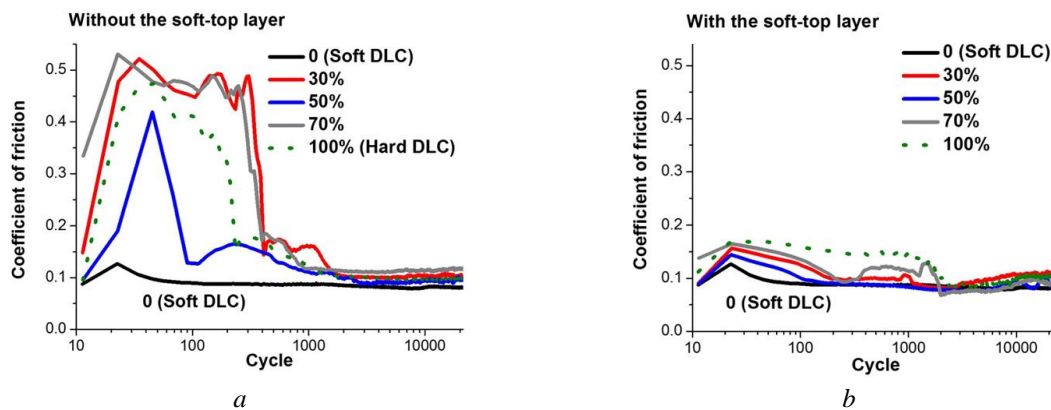 Without the soft-top layer
0 (Soft DLC)
30%
50%
70%
100% (Hard DLC)
0.5
0.4
0.3
0.2
0.1
0.0
Coefficient of friction
0 (Soft DLC)
10
100
1000
10000
Cycle
a
With the soft-top layer
0 (Soft DLC)
30%
50%
70%
100%
0.5
0.4
0.3
0.2
0.1
0.0
Coefficient of friction
0 (Soft DLC)
10
100
1000
10000
Cycle
b